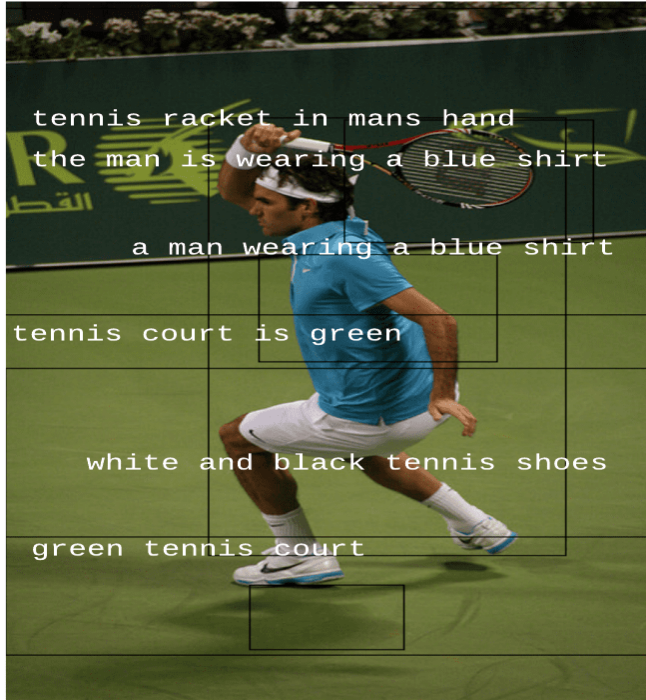 tennis racket in mans hand
R
the man is wearing a blue shirt
a man wearing a blue shirt
tennis court is green
white and black tennis shoes
green tennis court